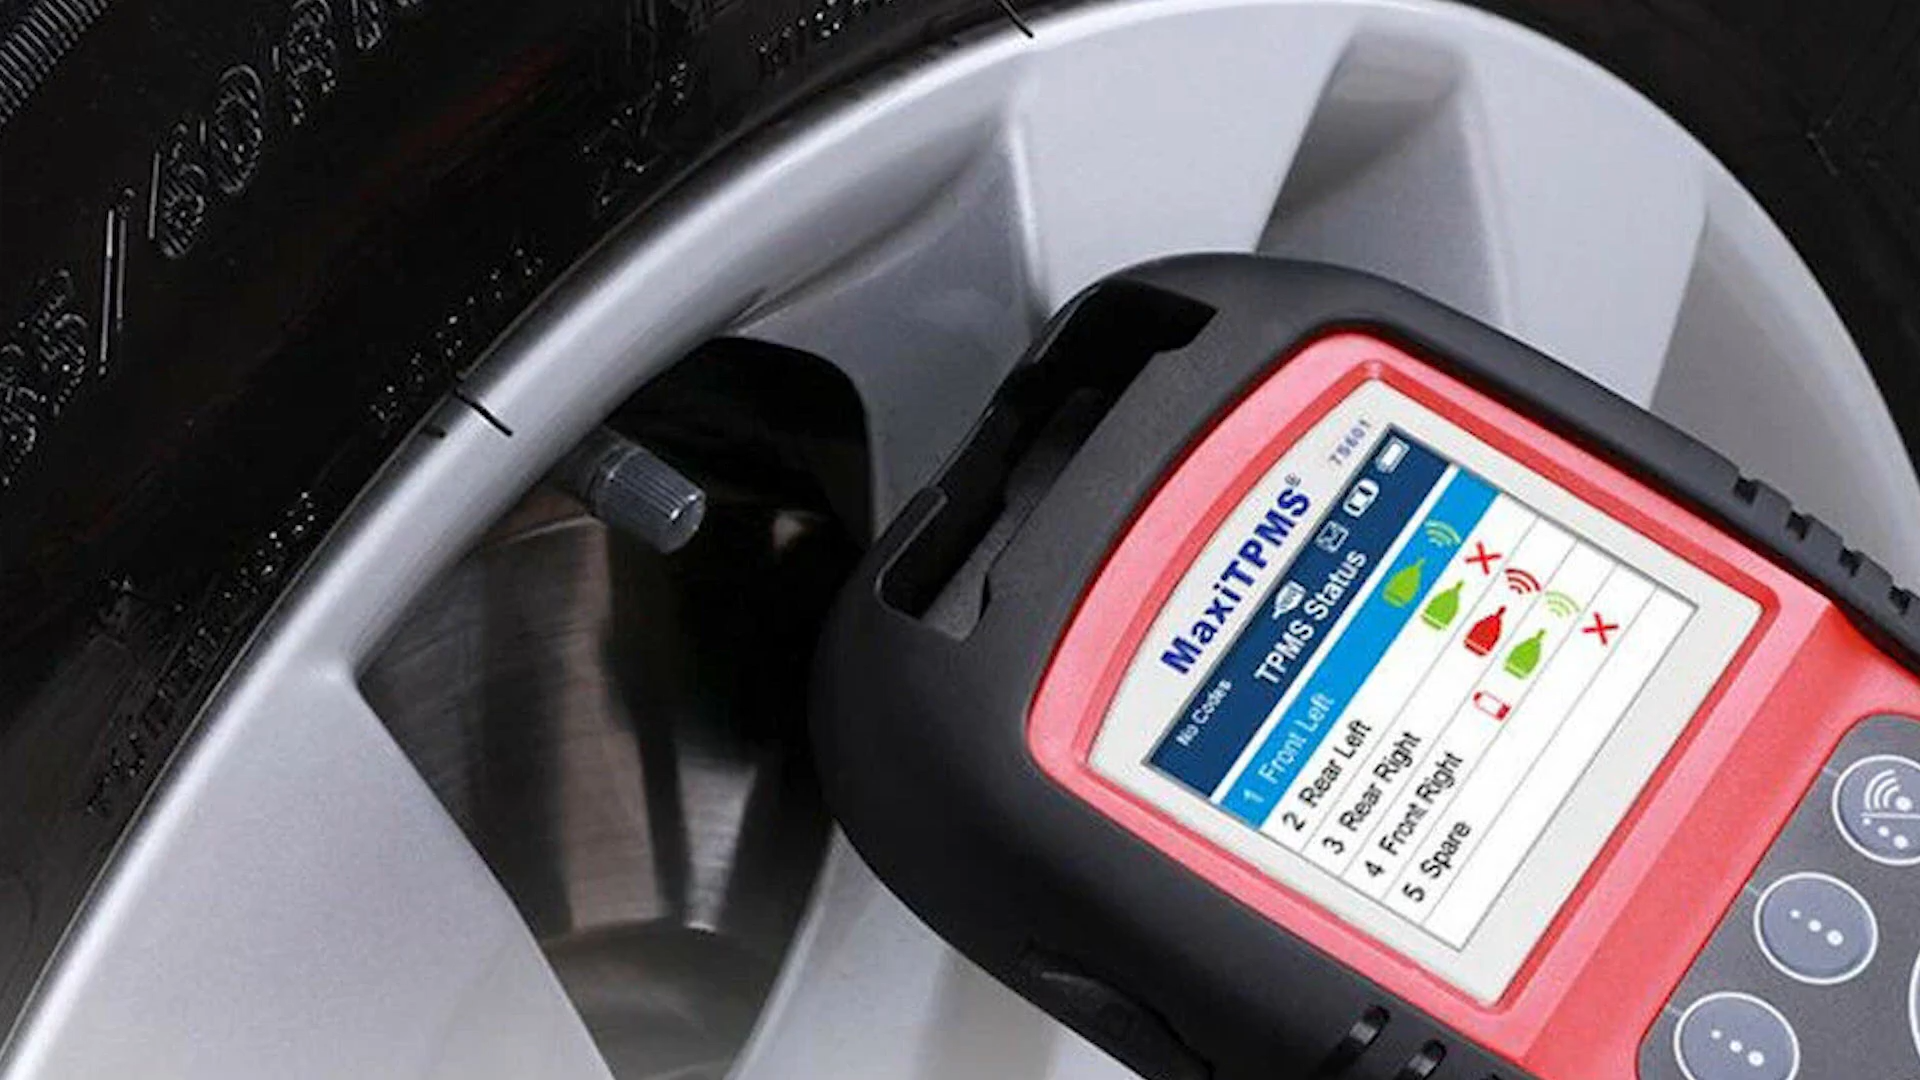 MaxiTPMS®
TS601
No Codes
TPMS Status
1 Front Left
2 Rear Left
3 Rear Right
4 Front Right
5 Spare